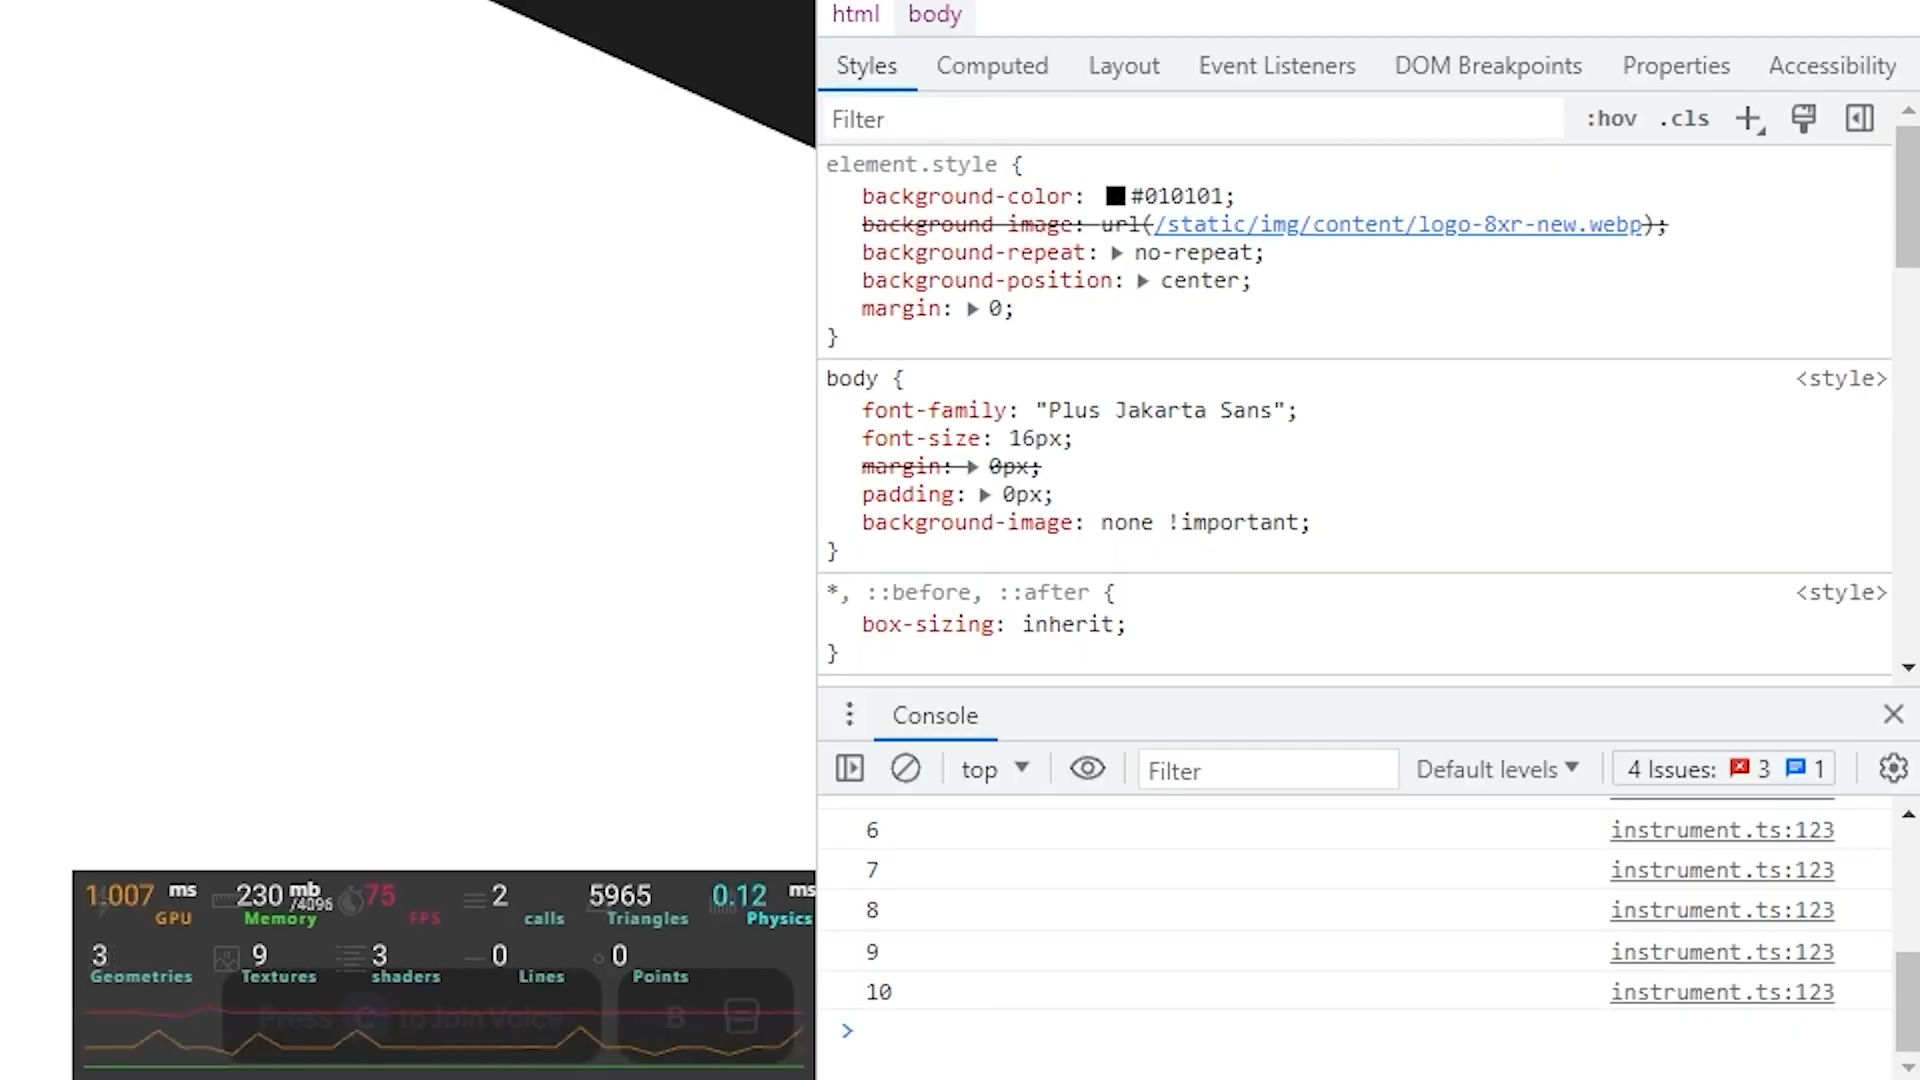 html body
Styles Computed Layout Event Listeners DOM Breakpoints Properties Accessibility
Filter :hov .cls
element.style {
background-color: #010101;
background-image: url(/static/img/content/logo-8xr-new.webp);
background-repeat: no-repeat;
background-position: center;
margin: 0;
}
body { <style>
font-family: "Plus Jakarta Sans";
font-size: 16px;
margin: 0px;
padding: 0px;
background-image: none !important;
}
*, ::before, ::after { <style>
box-sizing: inherit;
}
Console
top Filter Default levels 4 Issues: 3 1
6 instrument.ts:123
7 instrument.ts:123
8 instrument.ts:123
9 instrument.ts:123
10 instrument.ts:123
>
1.007 ms 230 mb /4096 75 2 5965 0.12 ms
GPU Memory FPS calls Triangles Physics
3 9 3 0 0
Geometries Textures shaders Lines Points
Press C to Join Voice B